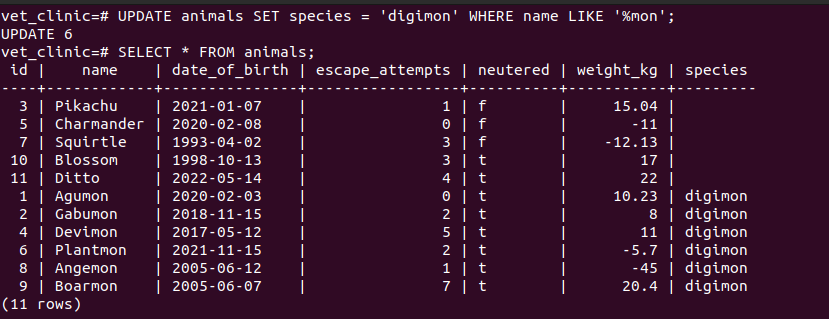 vet_clinic=# UPDATE animals SET species = 'digimon' WHERE name LIKE '%mon';
UPDATE 6
vet_clinic=# SELECT * FROM animals;
 id |    name    | date_of_birth | escape_attempts | neutered | weight_kg | species
----+------------+---------------+-----------------+----------+-----------+---------
  3 | Pikachu    | 2021-01-07    |               1 | f        |     15.04 |
  5 | Charmander | 2020-02-08    |               0 | f        |       -11 |
  7 | Squirtle   | 1993-04-02    |               3 | f        |    -12.13 |
 10 | Blossom    | 1998-10-13    |               3 | t        |        17 |
 11 | Ditto      | 2022-05-14    |               4 | t        |        22 |
  1 | Agumon     | 2020-02-03    |               0 | t        |     10.23 | digimon
  2 | Gabumon    | 2018-11-15    |               2 | t        |         8 | digimon
  4 | Devimon    | 2017-05-12    |               5 | t        |        11 | digimon
  6 | Plantmon   | 2021-11-15    |               2 | t        |      -5.7 | digimon
  8 | Angemon    | 2005-06-12    |               1 | t        |       -45 | digimon
  9 | Boarmon    | 2005-06-07    |               7 | t        |      20.4 | digimon
(11 rows)